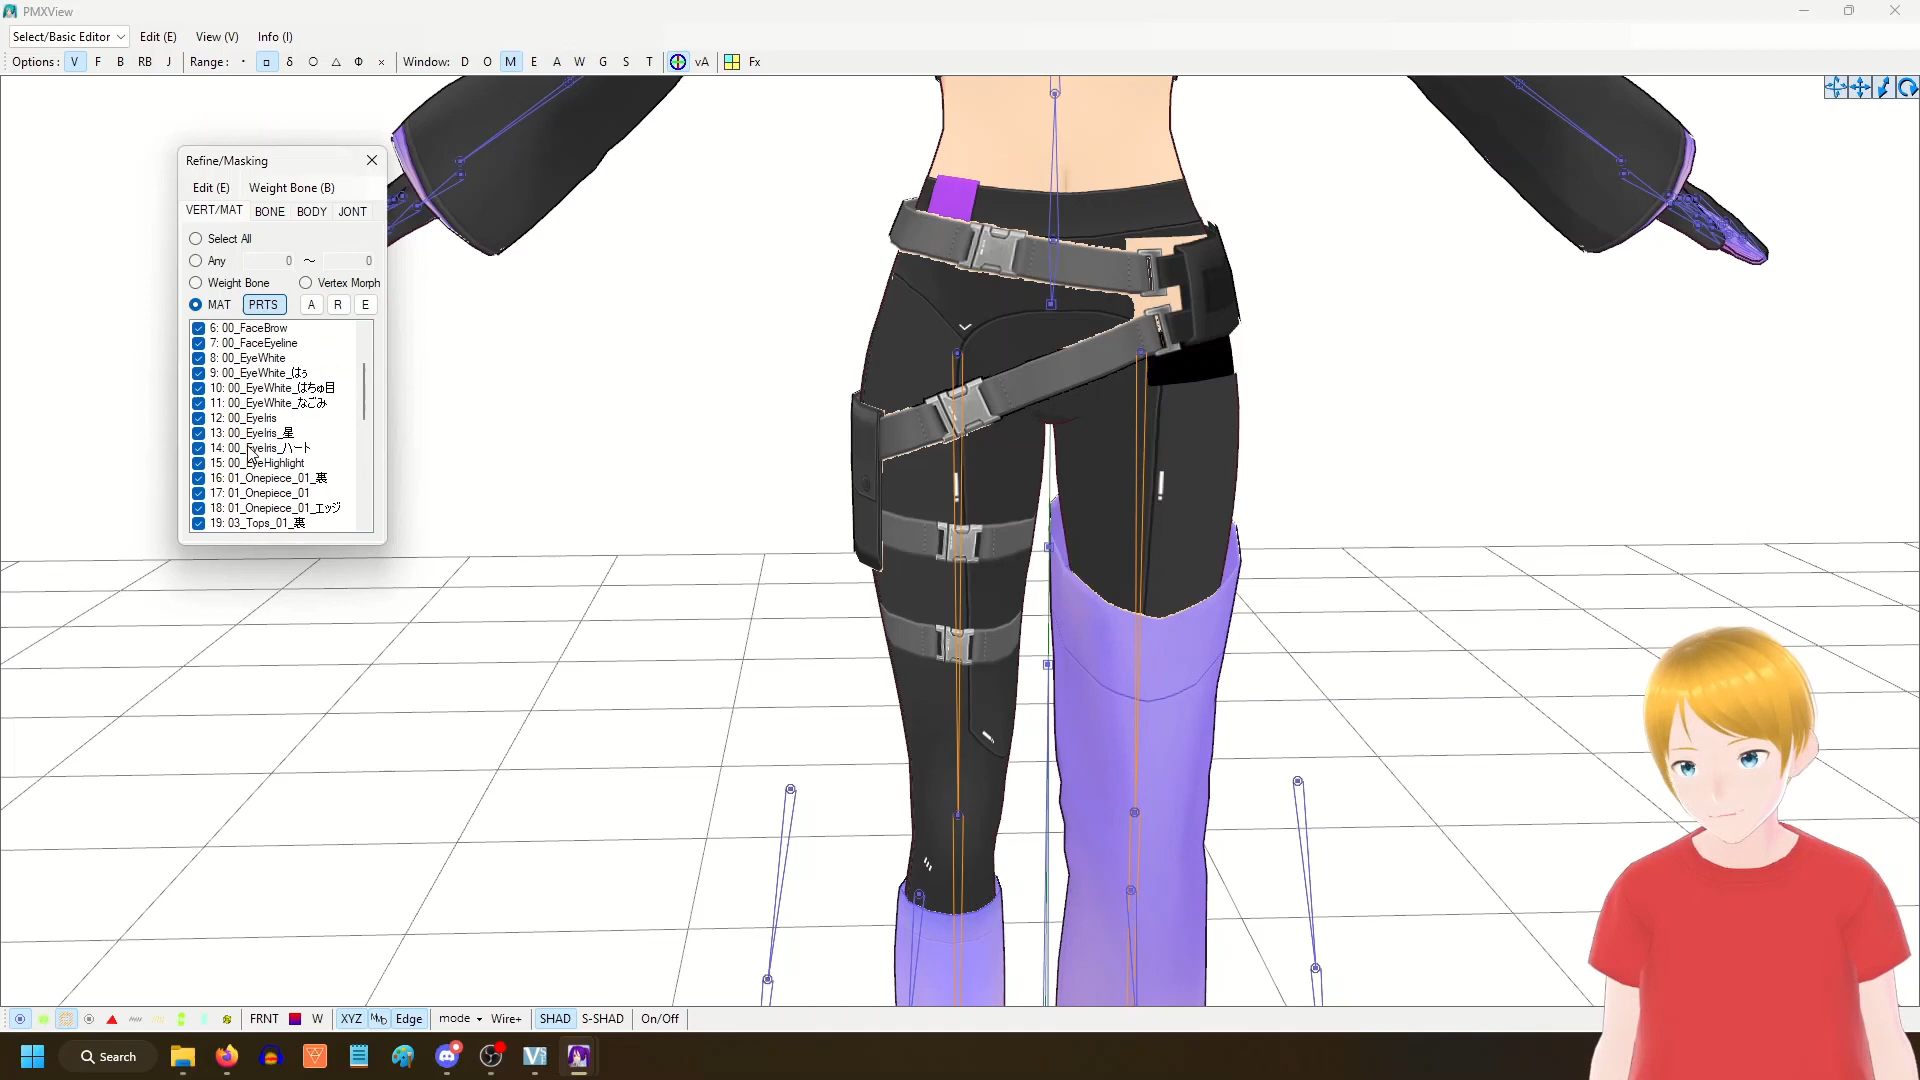 PMXView
Select/Basic Editor Edit (E) View (V) Info (I)
Options: V F B RB J Range: Window: D O M E A W G S T vA Fx
Refine/Masking
Edit (E) Weight Bone (B)
VERT/MAT BONE BODY JONT
Select All
Any 0 ～ 0
Weight Bone Vertex Morph
MAT PRTS A R E
6: 00_FaceBrow
7: 00_FaceEyeline
8: 00_EyeWhite
9: 00_EyeWhite_はぅ
10: 00_EyeWhite_はちゅ目
11: 00_EyeWhite_なごみ
12: 00_EyeIris
13: 00_EyeIris_星
14: 00_EyeIris_ハート
15: 00_EyeHighlight
16: 01_Onepiece_01_裏
17: 01_Onepiece_01
18: 01_Onepiece_01_エッジ
19: 03_Tops_01_裏
FRNT W XYZ Edge mode Wire+ SHAD S-SHAD On/Off
Search